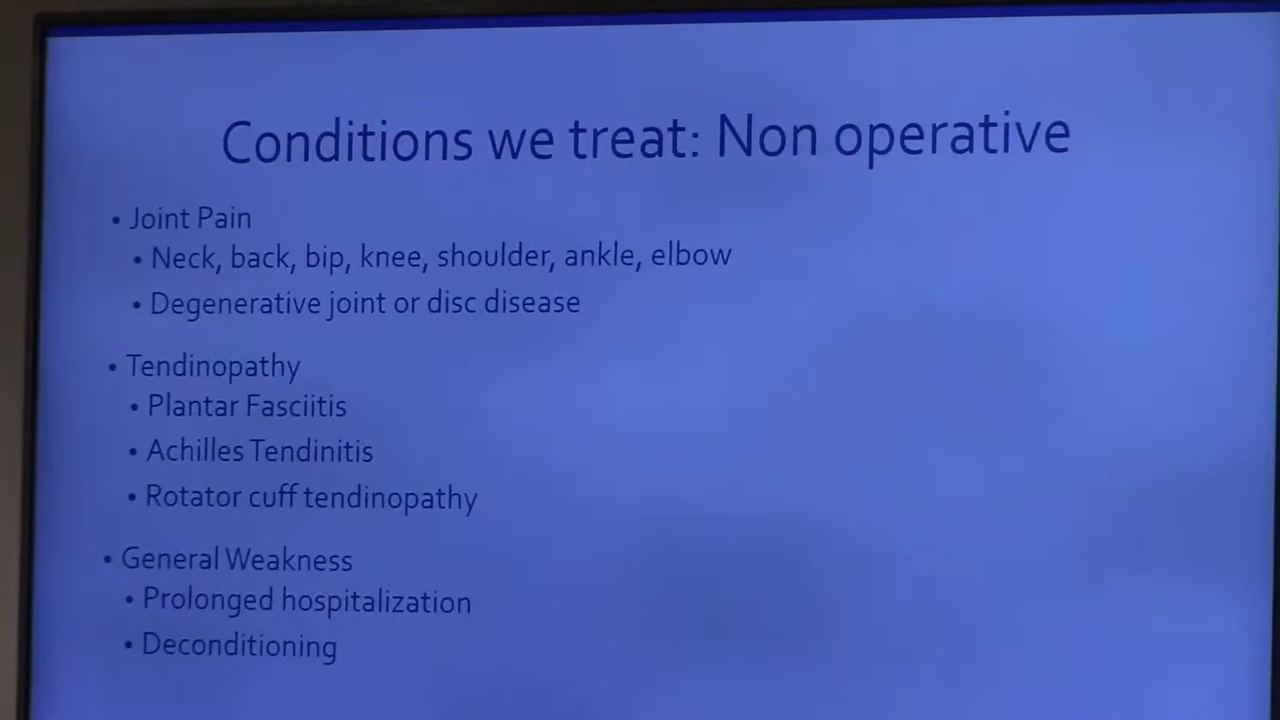 Conditions we treat: Non operative
• Joint Pain
• Neck, back, bip, knee, shoulder, ankle, elbow
• Degenerative joint or disc disease
• Tendinopathy
• Plantar Fasciitis
• Achilles Tendinitis
• Rotator cuff tendinopathy
• General Weakness
• Prolonged hospitalization
• Deconditioning